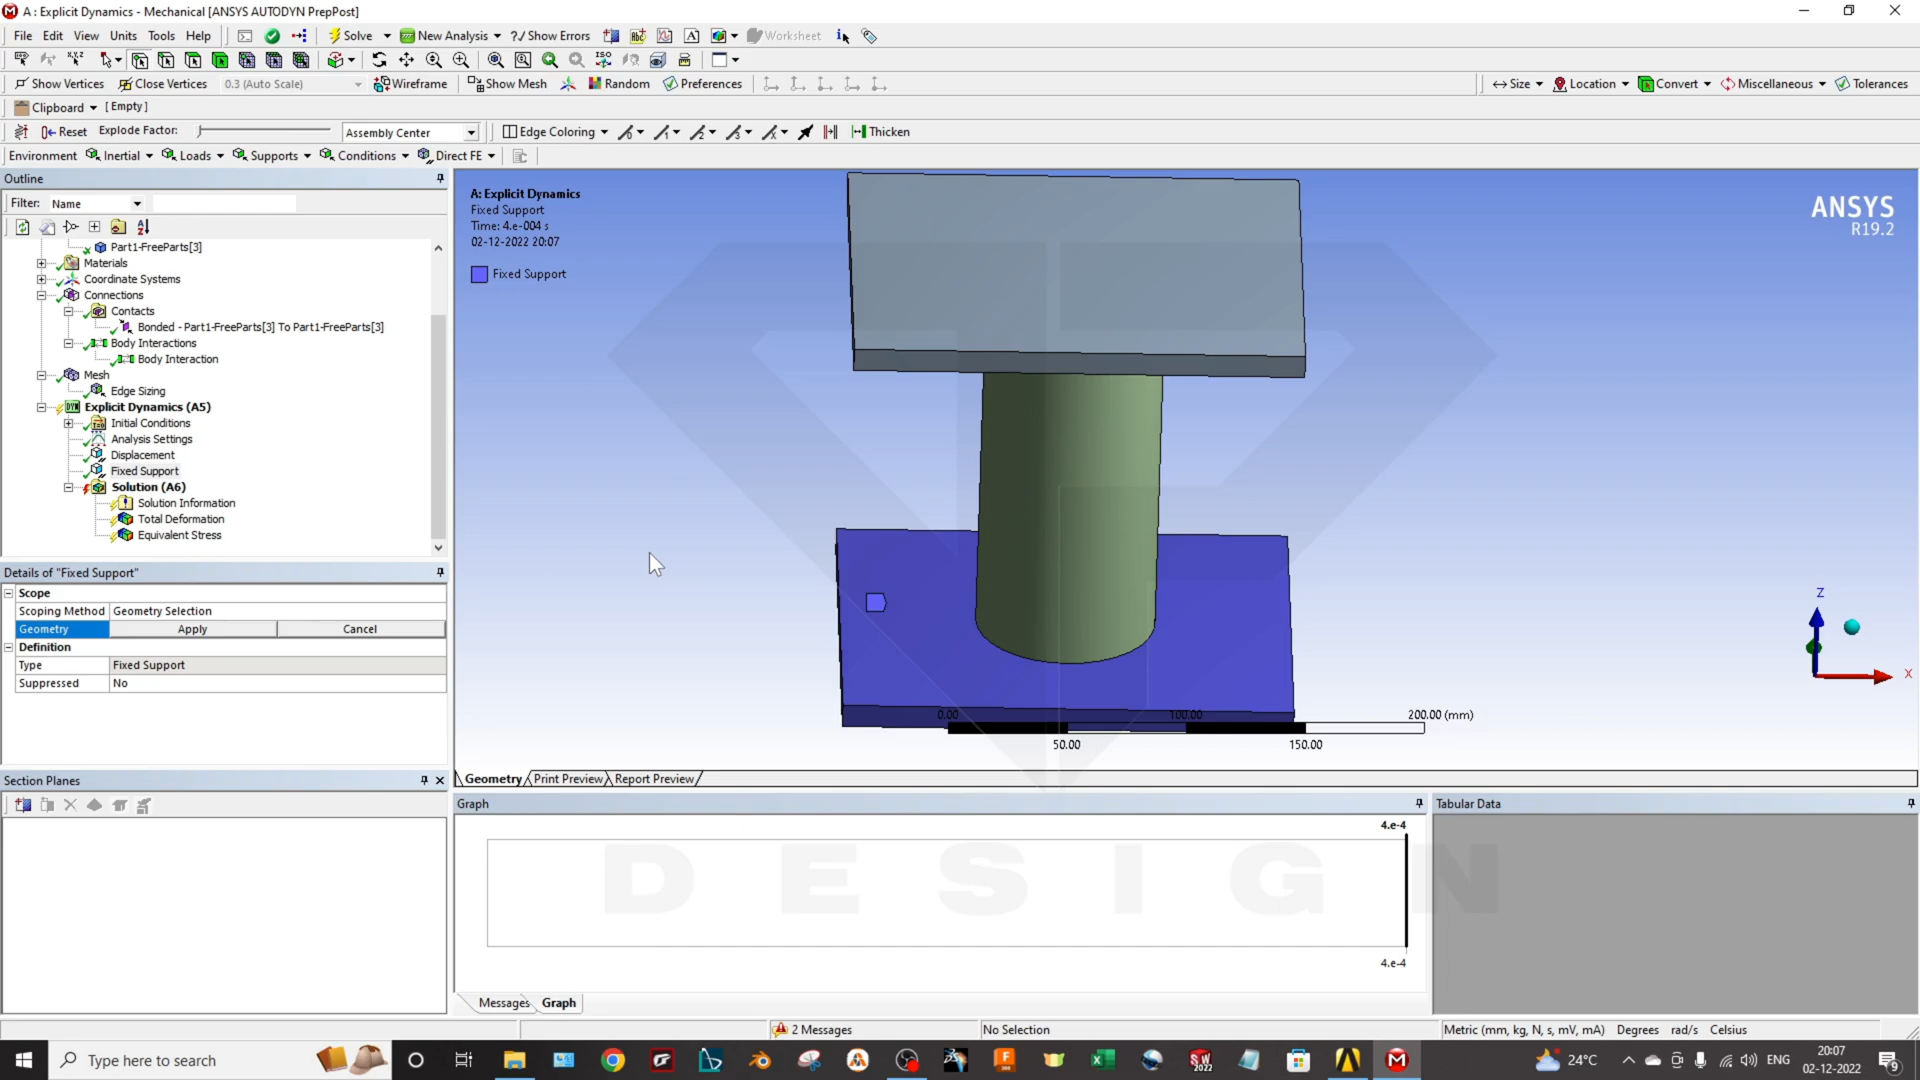 A : Explicit Dynamics - Mechanical [ANSYS AUTODYN PrepPost]
File Edit View Units Tools Help Solve New Analysis ?/ Show Errors Worksheet
Show Vertices Close Vertices 0.3 (Auto Scale) Wireframe Show Mesh Random Preferences Size Location Convert Miscellaneous Tolerances
Clipboard [ Empty ]
Reset Explode Factor: Assembly Center Edge Coloring Thicken
Environment Inertial Loads Supports Conditions Direct FE
Outline
Filter: Name
Part1-FreeParts[3]
Materials
Coordinate Systems
Connections
Contacts
Bonded - Part1-FreeParts[3] To Part1-FreeParts[3]
Body Interactions
Body Interaction
Mesh
Edge Sizing
Explicit Dynamics (A5)
Initial Conditions
Analysis Settings
Displacement
Fixed Support
Solution (A6)
Solution Information
Total Deformation
Equivalent Stress
Details of "Fixed Support"
Scope
Scoping Method Geometry Selection
Geometry Apply Cancel
Definition
Type Fixed Support
Suppressed No
Section Planes
A: Explicit Dynamics
Fixed Support
Time: 4.e-004 s
02-12-2022 20:07
Fixed Support
ANSYS
R19.2
Z
X
0.00 100.00 200.00 (mm)
50.00 150.00
Geometry Print Preview Report Preview
Graph
4.e-4
4.e-4
DESIGN
Messages Graph
Tabular Data
2 Messages No Selection Metric (mm, kg, N, s, mV, mA) Degrees rad/s Celsius
Type here to search 24°C ENG 20:07
02-12-2022